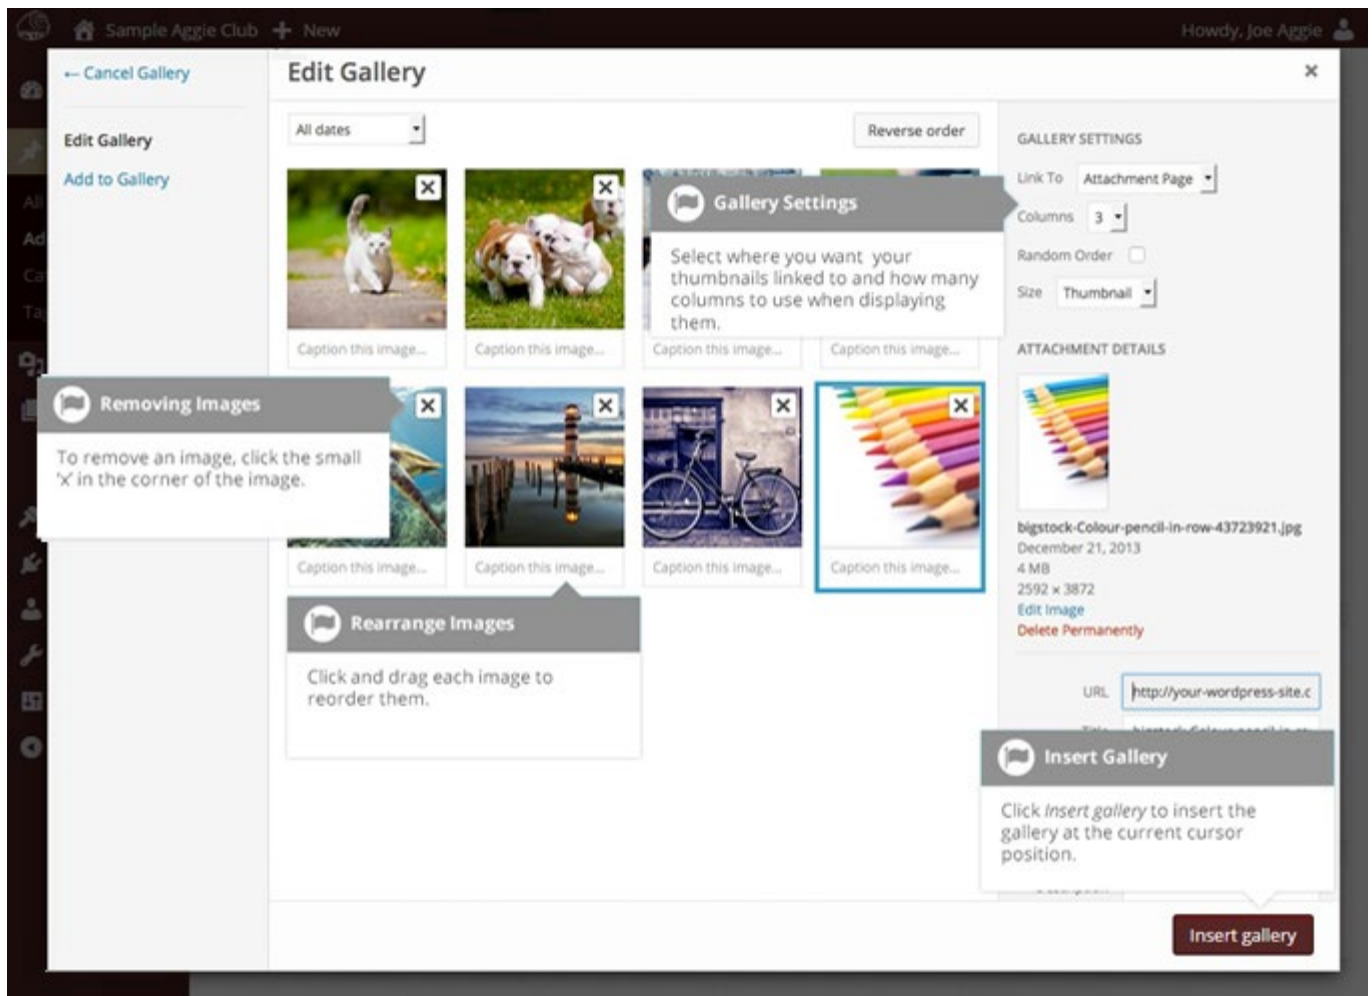 Sample Aggie Club
New
Howdy, Joe Aggie
← Cancel Gallery
Edit Gallery
×
Edit Gallery
Add to Gallery
All dates
Reverse order
GALLERY SETTINGS
Link To Attachment Page
Columns 3
Random Order
Size Thumbnail
Gallery Settings
Select where you want your
thumbnails linked to and how many
columns to use when displaying
them.
Caption this image...
Caption this image...
Caption this image...
Caption this image...
ATTACHMENT DETAILS
bigstock-Colour-pencil-in-row-43723921.jpg
December 21, 2013
4 MB
2592 × 3872
Edit Image
Delete Permanently
Removing Images
To remove an image, click the small
'x' in the corner of the image.
Caption this image...
Caption this image...
Caption this image...
Caption this image...
Rearrange Images
Click and drag each image to
reorder them.
URL http://your-wordpress-site.c
Insert Gallery
Click Insert gallery to insert the
gallery at the current cursor
position.
Insert gallery